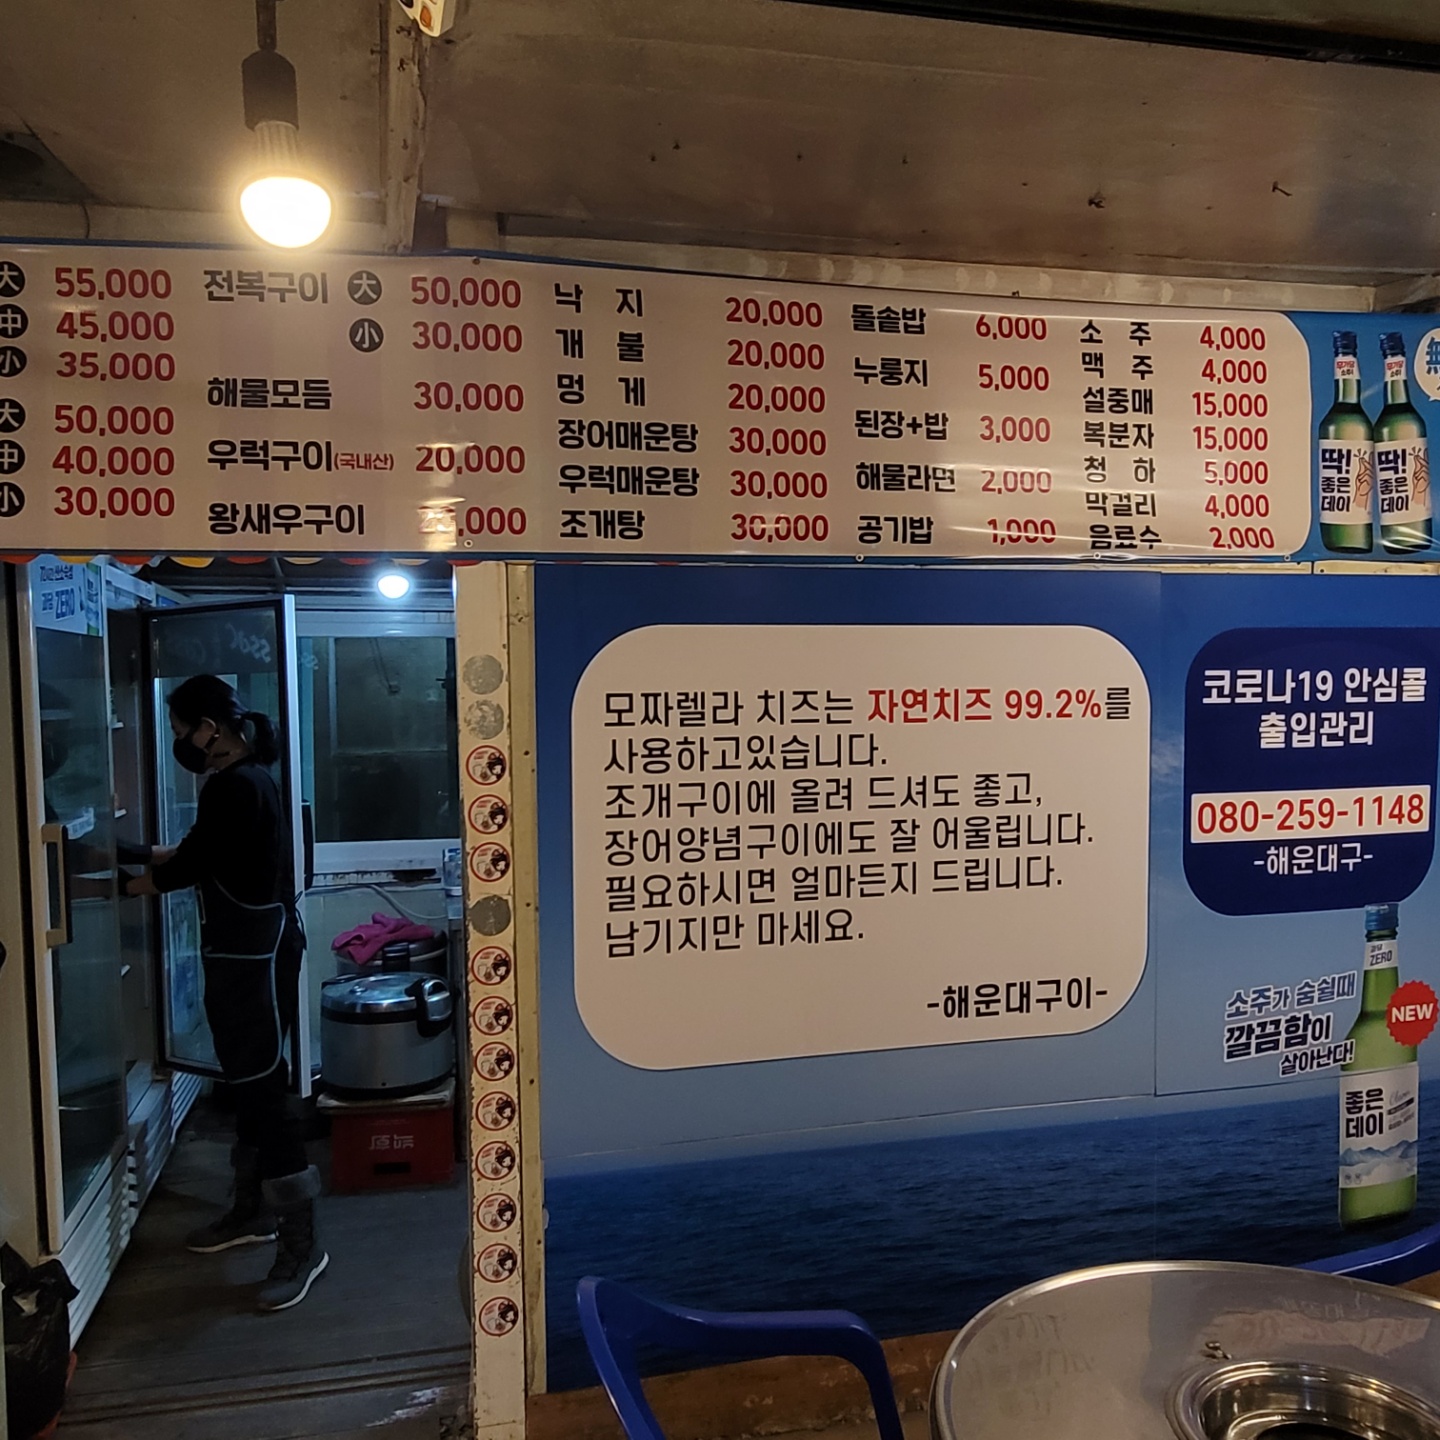 大 55,000
中 45,000
小 35,000
大 50,000
中 40,000
小 30,000
전복구이 大 50,000
小 30,000
해물모듬 30,000
우럭구이(국내산) 20,000
왕새우구이
낙 지 20,000
개 불 20,000
멍 게 20,000
장어매운탕 30,000
우럭매운탕 30,000
조개탕 30,000
돌솥밥 6,000
누룽지 5,000
된장+밥 3,000
해물라면 2,000
공기밥 1,000
소 주 4,000
맥 주 4,000
설중매 15,000
복분자 15,000
청 하 5,000
막걸리 4,000
음료수 2,000
딱!
좋은
데이
딱!
좋은
데이
無
ZERO
모짜렐라 치즈는 자연치즈 99.2%를
사용하고있습니다.
조개구이에 올려 드셔도 좋고,
장어양념구이에도 잘 어울립니다.
필요하시면 얼마든지 드립니다.
남기지만 마세요.
-해운대구이-
코로나19 안심콜
출입관리
080-259-1148
-해운대구-
ZERO
소주가 숨쉴때
깔끔함이
살아난다!
NEW
좋은
데이